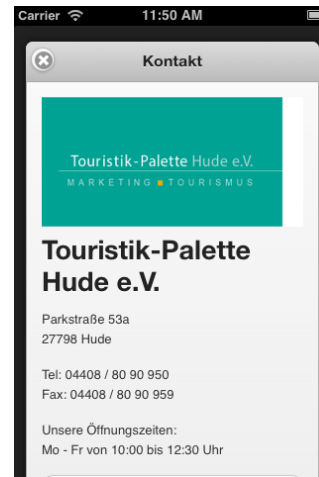 Carrier 11:50 AM
Kontakt
Touristik-Palette Hude e.V.
MARKETING TOURISMUS
Touristik-Palette
Hude e.V.
Parkstraße 53a
27798 Hude
Tel: 04408 / 80 90 950
Fax: 04408 / 80 90 959
Unsere Öffnungszeiten:
Mo - Fr von 10:00 bis 12:30 Uhr